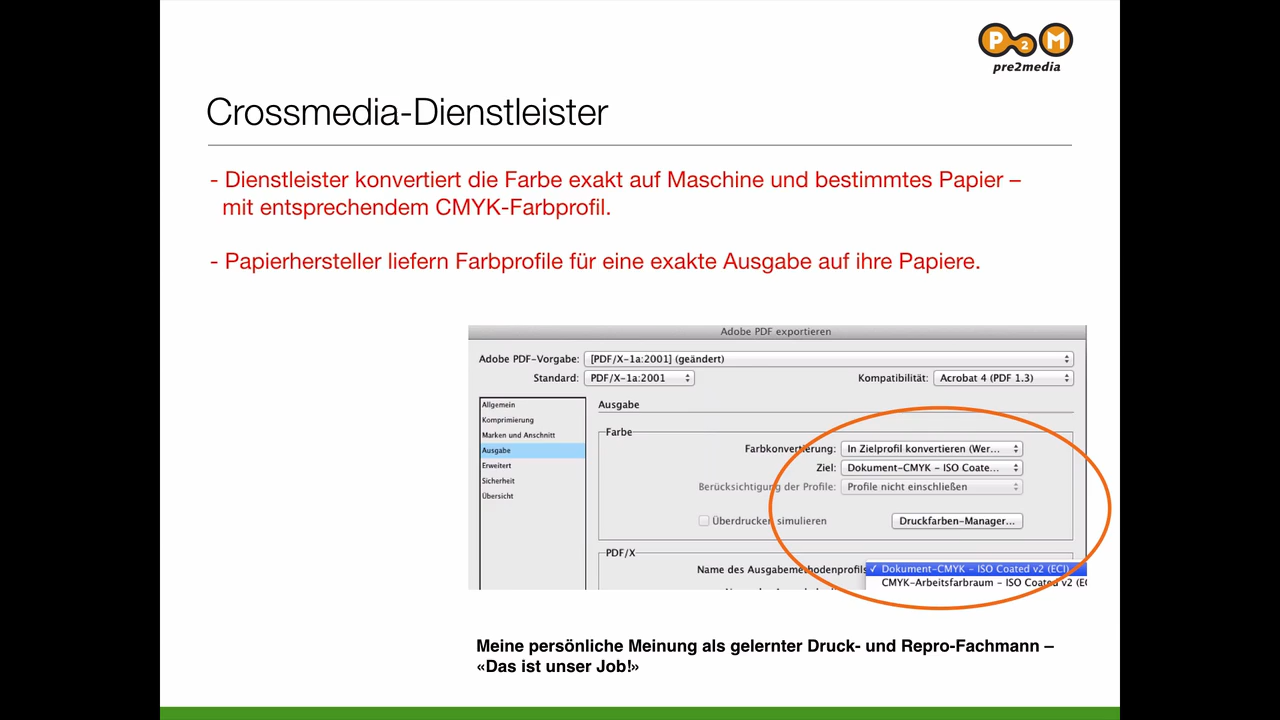 P2M
pre2media
Crossmedia-Dienstleister
- Dienstleister konvertiert die Farbe exakt auf Maschine und bestimmtes Papier –
mit entsprechendem CMYK-Farbprofil.
- Papierhersteller liefern Farbprofile für eine exakte Ausgabe auf ihre Papiere.
Adobe PDF exportieren
Adobe PDF-Vorgabe: [PDF/X-1a:2001] (geändert)
Standard: PDF/X-1a:2001 Kompatibilität: Acrobat 4 (PDF 1.3)
Allgemein
Komprimierung
Marken und Anschnitt
Ausgabe
Erweitert
Sicherheit
Übersicht
Ausgabe
Farbe
Farbkonvertierung: In Zielprofil konvertieren (Wer...
Ziel: Dokument-CMYK – ISO Coate...
Berücksichtigung der Profile: Profile nicht einschließen
Überdrucken simulieren Druckfarben-Manager...
PDF/X
Name des Ausgabemethodenprofils ✓ Dokument-CMYK – ISO Coated v2 (ECI)
CMYK-Arbeitsfarbraum – ISO Coated v2 (EC
Meine persönliche Meinung als gelernter Druck- und Repro-Fachmann –
«Das ist unser Job!»